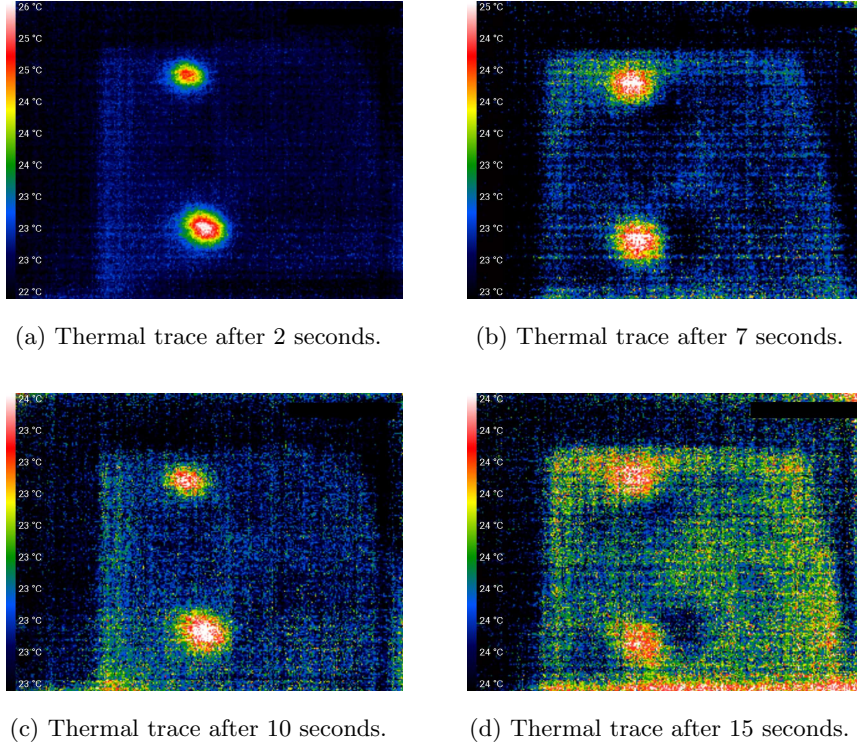 26 °C
25 °C
25 °C
24 °C
24 °C
23 °C
23 °C
23 °C
22 °C
25 °C
25 °C
24 °C
24 °C
24 °C
23 °C
23 °C
23 °C
23 °C
(a) Thermal trace after 2 seconds.
(b) Thermal trace after 7 seconds.
24 °C
24 °C
23 °C
23 °C
23 °C
23 °C
23 °C
23 °C
23 °C
24 °C
24 °C
24 °C
24 °C
24 °C
24 °C
24 °C
24 °C
24 °C
(c) Thermal trace after 10 seconds.
(d) Thermal trace after 15 seconds.